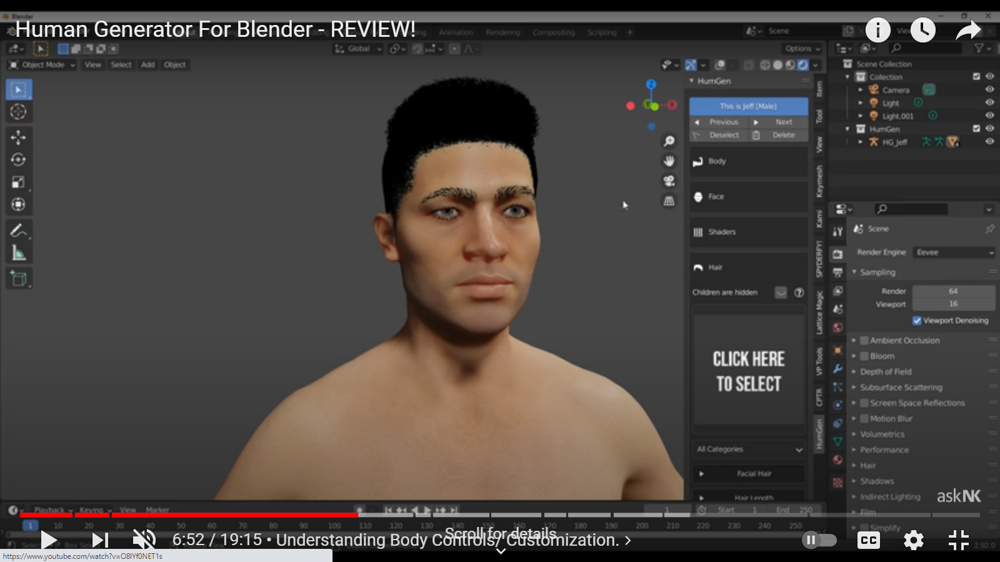 Blender
Human Generator For Blender - REVIEW!
Animation Rendering Compositing Scripting +
Scene
Global
Options
Object Mode View Select Add Object
Z
X
Y
HumGen
This is Jeff [Male]
Previous Next
Deselect Delete
Body
Face
Shaders
Hair
Children are hidden
CLICK HERE
TO SELECT
All Categories
Facial Hair
Hair Length
Item
Tool
View
Keymesh
Kami
SPYDERFY!
Lattice Magic
VP Tools
CPTR
HumGen
Scene Collection
Collection
Camera
Light
Light.001
HumGen
HG_Jeff
Scene
Render Engine Eevee
Sampling
Render 64
Viewport 16
Viewport Denoising
Ambient Occlusion
Bloom
Depth of Field
Subsurface Scattering
Screen Space Reflections
Motion Blur
Volumetrics
Performance
Hair
Shadows
Indirect Lighting
Film
Simplify
askNK
Playback Keying View Marker
1 Start 1 End 250
1 10 20 30 40 50 60 70 80 90 100 110 120 130 140 150 160 170 180 190 200 210 220 230 240 250
Scroll for details
6:52 / 19:15 • Understanding Body Controls/ Customization.
CC
2.92.0
https://www.youtube.com/watch?v=O8lYf0NET1s